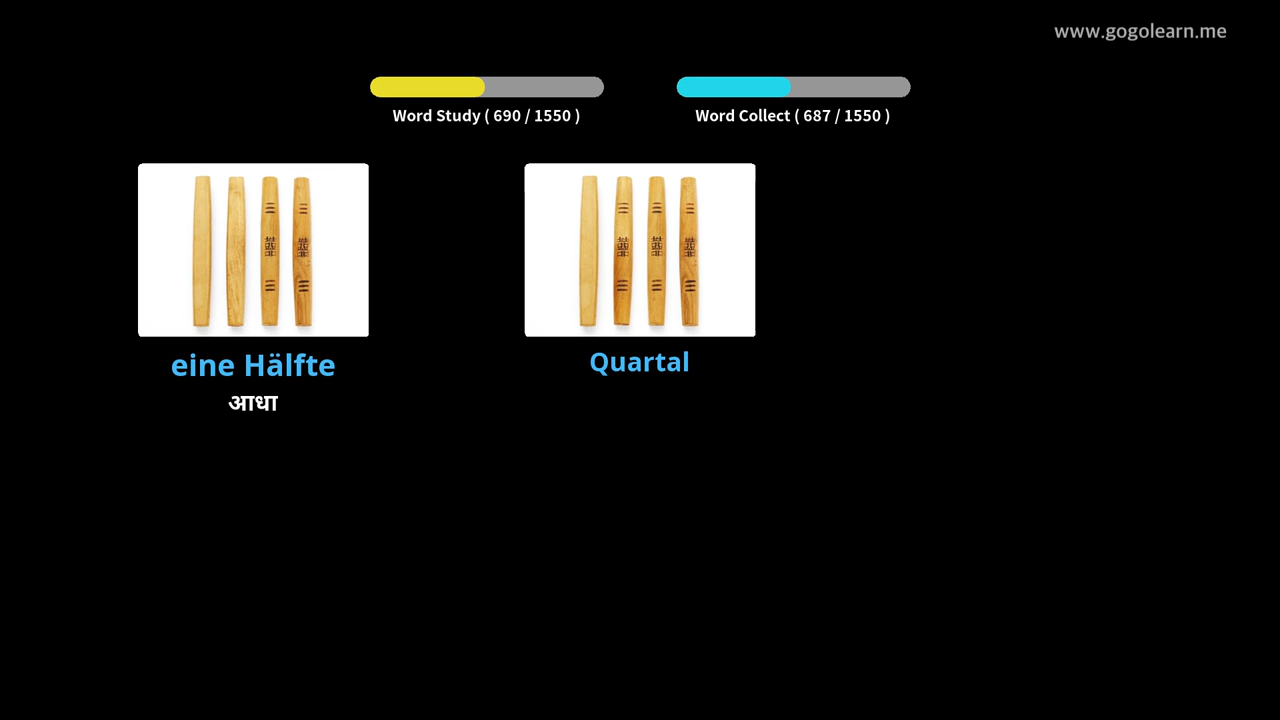 www.gogolearn.me
Word Study ( 690 / 1550 )
Word Collect ( 687 / 1550 )
eine Hälfte
आधा
Quartal